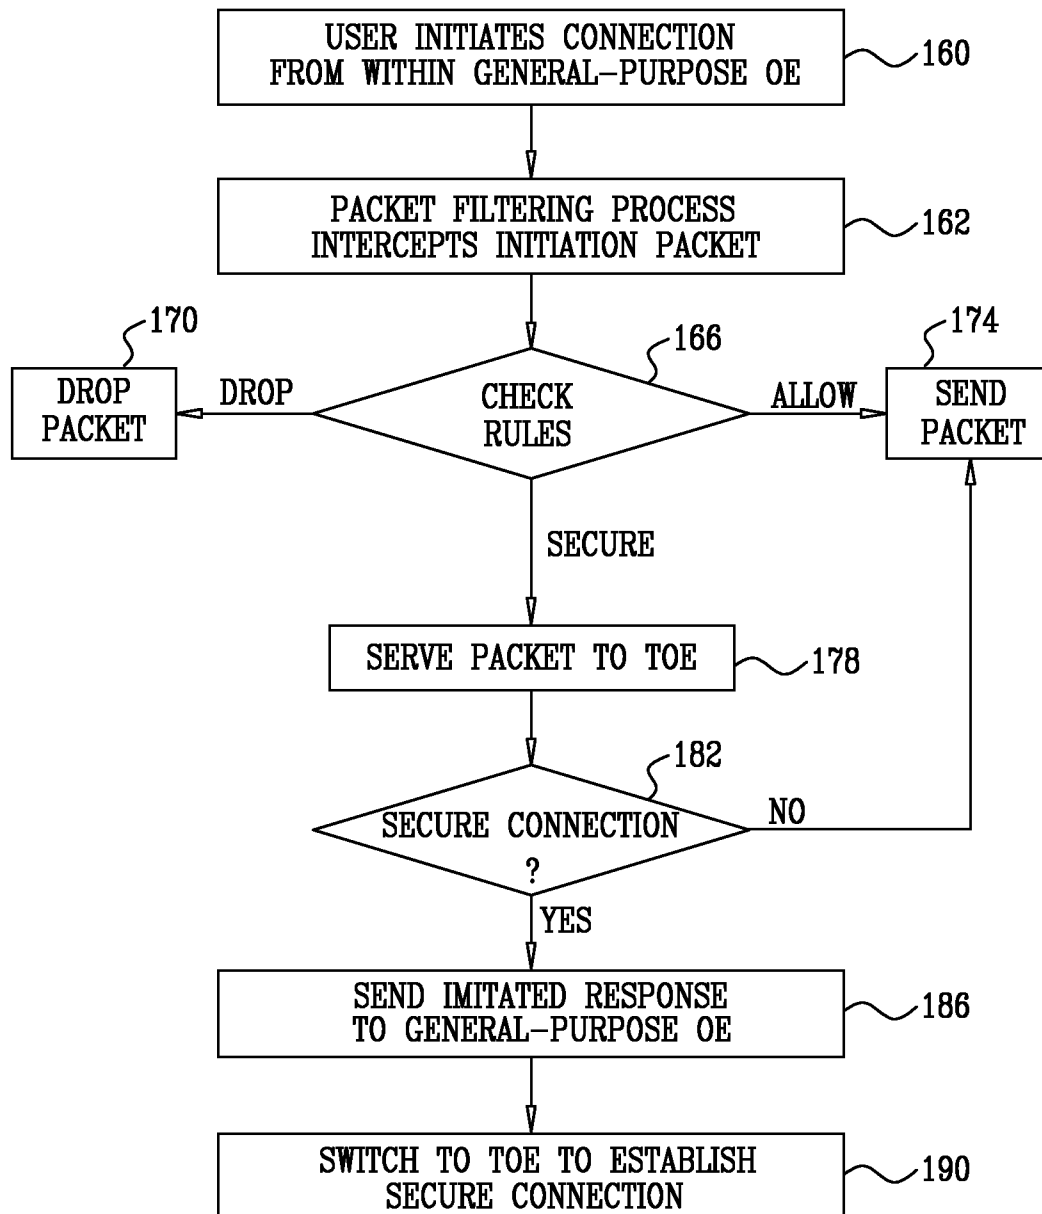 USER INITIATES CONNECTION
FROM WITHIN GENERAL-PURPOSE OE
160
PACKET FILTERING PROCESS
INTERCEPTS INITIATION PACKET
162
170
166
174
DROP
PACKET
DROP
CHECK
RULES
ALLOW
SEND
PACKET
SECURE
SERVE PACKET TO TOE
178
182
SECURE CONNECTION
?
NO
YES
SEND IMITATED RESPONSE
TO GENERAL-PURPOSE OE
186
SWITCH TO TOE TO ESTABLISH
SECURE CONNECTION
190